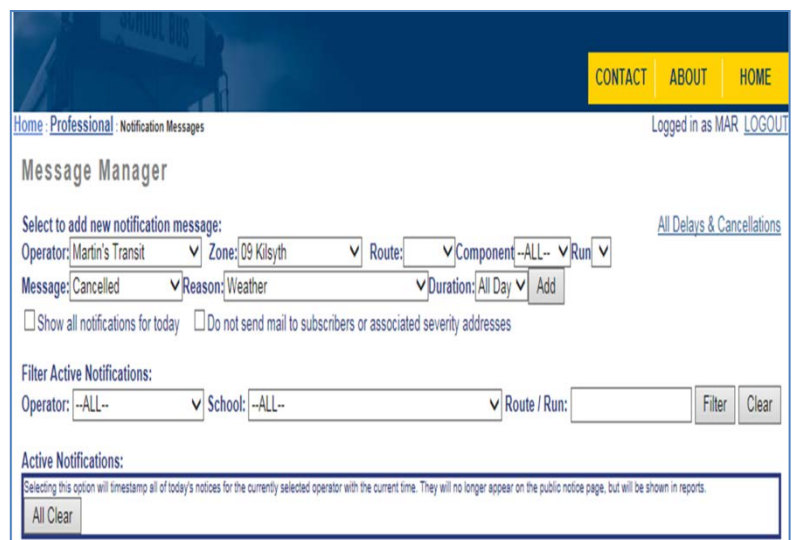 SCHOOL BUS
CONTACT ABOUT HOME
Home : Professional : Notification Messages Logged in as MAR LOGOUT
Message Manager
Select to add new notification message: All Delays & Cancellations
Operator: Martin's Transit Zone: 09 Kilsyth Route: Component --ALL-- Run
Message: Cancelled Reason: Weather Duration: All Day Add
Show all notifications for today Do not send mail to subscribers or associated severity addresses
Filter Active Notifications:
Operator: --ALL-- School: --ALL-- Route / Run: Filter Clear
Active Notifications:
Selecting this option will timestamp all of today's notices for the currently selected operator with the current time. They will no longer appear on the public notice page, but will be shown in reports.
All Clear